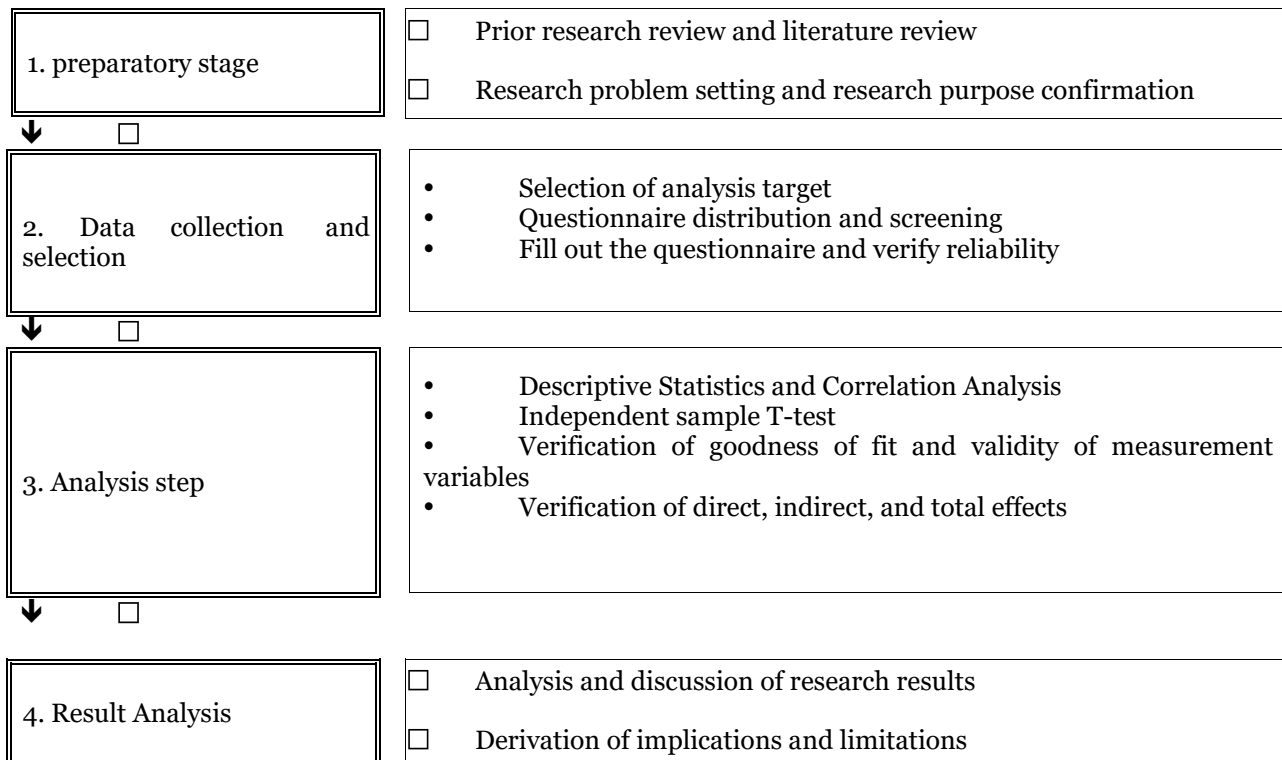 1. preparatory stage
☐ Prior research review and literature review
☐ Research problem setting and research purpose confirmation
🡻 ☐
2. Data collection and
selection
• Selection of analysis target
• Questionnaire distribution and screening
• Fill out the questionnaire and verify reliability
🡻 ☐
3. Analysis step
• Descriptive Statistics and Correlation Analysis
• Independent sample T-test
• Verification of goodness of fit and validity of measurement
variables
• Verification of direct, indirect, and total effects
🡻 ☐
4. Result Analysis
☐ Analysis and discussion of research results
☐ Derivation of implications and limitations